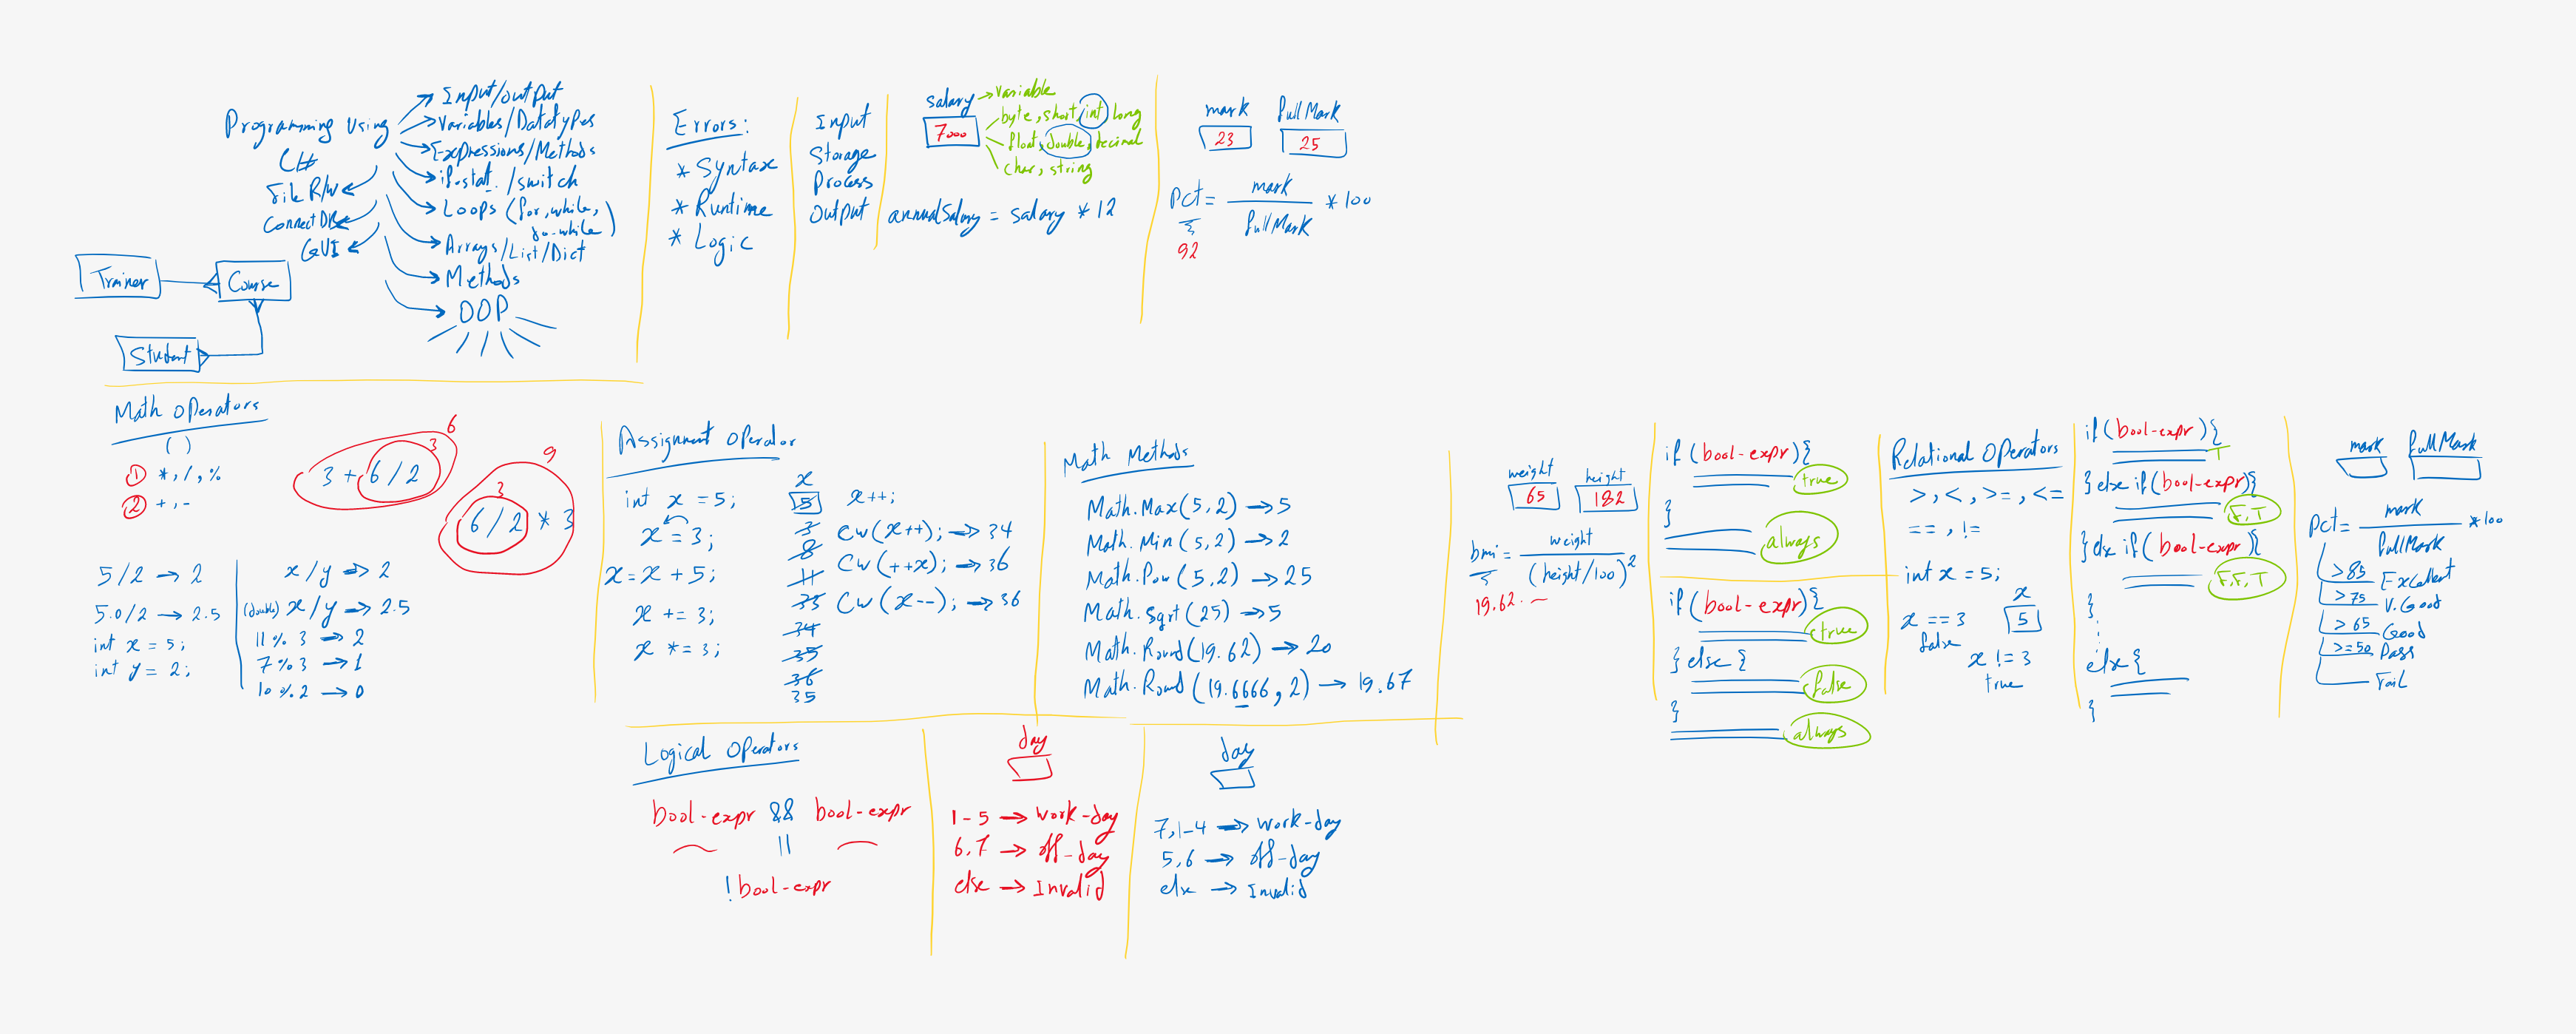 Programming Using
C#
Input/output
Variables/Datatypes
Expressions/Methods
if.stat. /switch
Loops (for, while,
do-while)
Arrays/List/Dict
Methods
OOP
File R/W
Connect DB
GUI
Trainer
Course
Student
Errors:
* Syntax
* Runtime
* Logic
Input
Storage
Process
Output
salary
7000
Variable
byte, short, int, long
float, double, decimal
char, string
annualSalary = salary * 12
mark
fullMark
23
25
pct = mark / fullMark * 100
92
Math Operators
( )
1 *, /, %
2 +, -
3 + 6 / 2
3
6
6 / 2 * 3
3
9
5/2 → 2
5.0/2 → 2.5
int x = 5;
int y = 2;
x/y → 2
(double) x/y → 2.5
11 % 3 → 2
7 % 3 → 1
10 % 2 → 0
Assignment Operator
int x = 5;
x = 3;
x = x + 5;
x += 3;
x *= 3;
x
5
3
8
11
33
34
35
36
35
x++;
Cw(x++); → 34
Cw(++x); → 36
Cw(x--); → 36
Math Methods
Math.Max(5, 2) → 5
Math.Min(5, 2) → 2
Math.Pow(5, 2) → 25
Math.Sqrt(25) → 5
Math.Round(19.62) → 20
Math.Round(19.6666, 2) → 19.67
weight
height
65
182
bmi = weight / (height/100)²
19.62.
if (bool-expr){
true
}
always
if (bool-expr){
true
} else {
false
}
always
Relational Operators
>, <, >=, <=
==, !=
int x = 5;
x == 3
false
x
5
x != 3
true
if (bool-expr){
T
} else if (bool-expr){
F, T
} else if (bool-expr){
F, F, T
}
else {
}
mark
fullMark
pct = mark / fullMark * 100
>85 Excellent
>75 V.Good
>65 Good
>=50 Pass
Fail
Logical Operators
bool-expr && bool-expr
||
! bool-expr
day
1-5 → Work-day
6,7 → off-day
else → Invalid
day
7,1-4 → Work-day
5,6 → off-day
else → Invalid